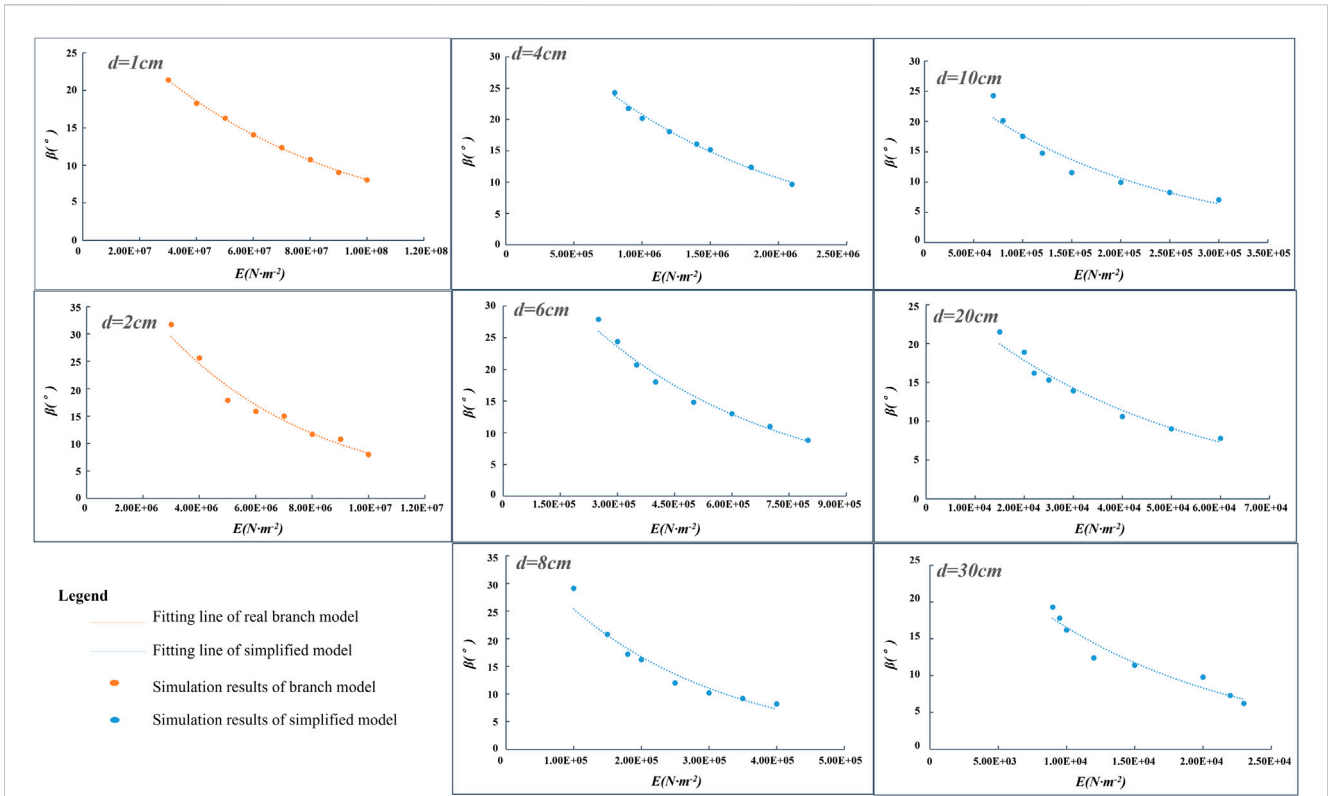 d=1cm
25
20
15
10
5
0
β(°)
0 2.00E+07 4.00E+07 6.00E+07 8.00E+07 1.00E+08 1.20E+08
E(N·m-2)
d=4cm
30
25
20
15
10
5
0
β(°)
0 5.00E+05 1.00E+06 1.60E+06 2.00E+06 2.50E+06
E(N·m-2)
d=10cm
30
25
20
15
10
5
0
β(°)
0 5.00E+04 1.00E+05 1.50E+05 2.00E+05 2.50E+05 3.00E+05 3.50E+05
E(N·m-2)
d=2cm
35
30
25
20
15
10
5
0
β(°)
0 2.00E+06 4.00E+06 6.00E+06 8.00E+06 1.00E+07 1.20E+07
E(N·m-2)
d=6cm
30
25
20
15
10
5
0
β(°)
0 1.50E+05 3.00E+05 4.50E+05 6.00E+05 7.50E+05 9.00E+05
E(N·m-2)
d=20cm
25
20
15
10
5
0
β(°)
0 1.00E+04 2.00E+04 3.00E+04 4.00E+04 5.00E+04 6.00E+04 7.00E+04
E(N·m-2)
Legend
Fitting line of real branch model
Fitting line of simplified model
Simulation results of branch model
Simulation results of simplified model
d=8cm
35
30
25
20
15
10
5
0
β(°)
0 1.00E+05 2.00E+05 3.00E+05 4.00E+05 5.00E+05
E(N·m-2)
d=30cm
25
20
15
10
5
0
β(°)
0 5.00E+03 1.00E+04 1.50E+04 2.00E+04 2.50E+04
E(N·m-2)